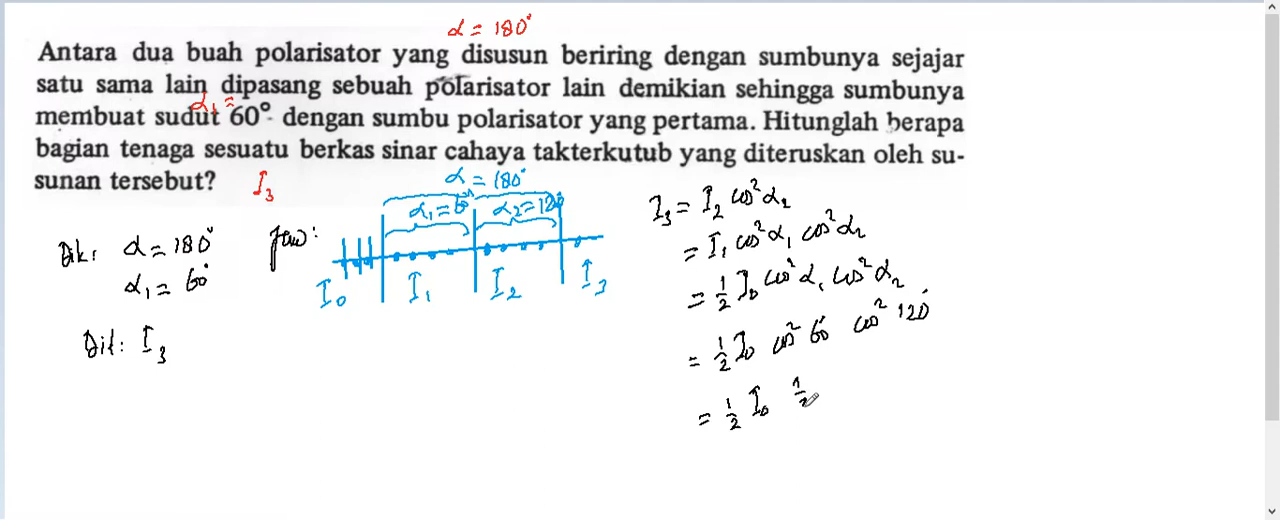 α = 180°
Antara dua buah polarisator yang disusun beriring dengan sumbunya sejajar
satu sama lain dipasang sebuah polarisator lain demikian sehingga sumbunya
α₁ =
membuat sudut 60° dengan sumbu polarisator yang pertama. Hitunglah berapa
bagian tenaga sesuatu berkas sinar cahaya takterkutub yang diteruskan oleh su-
sunan tersebut? I₃
Dik: α = 180°
α₁ = 60°
Dit: I₃
Jaw:
α = 180°
α₁ = 60° α₂ = 120
I₀ I₁ I₂ I₃
I₃ = I₂ cos² α₂
= I₁ cos² α₁ cos² α₂
= 1/2 I₀ cos² α₁ cos² α₂
= 1/2 I₀ cos² 60° cos² 120°
= 1/2 I₀ 1/2